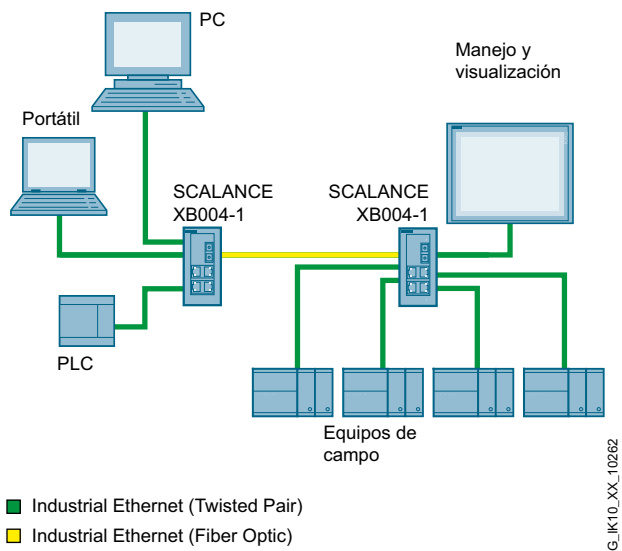 PC
Manejo y
visualización
Portátil
SCALANCE
XB004-1
SCALANCE
XB004-1
PLC
Equipos de
campo
Industrial Ethernet (Twisted Pair)
Industrial Ethernet (Fiber Optic)
G_IK10_XX_10262